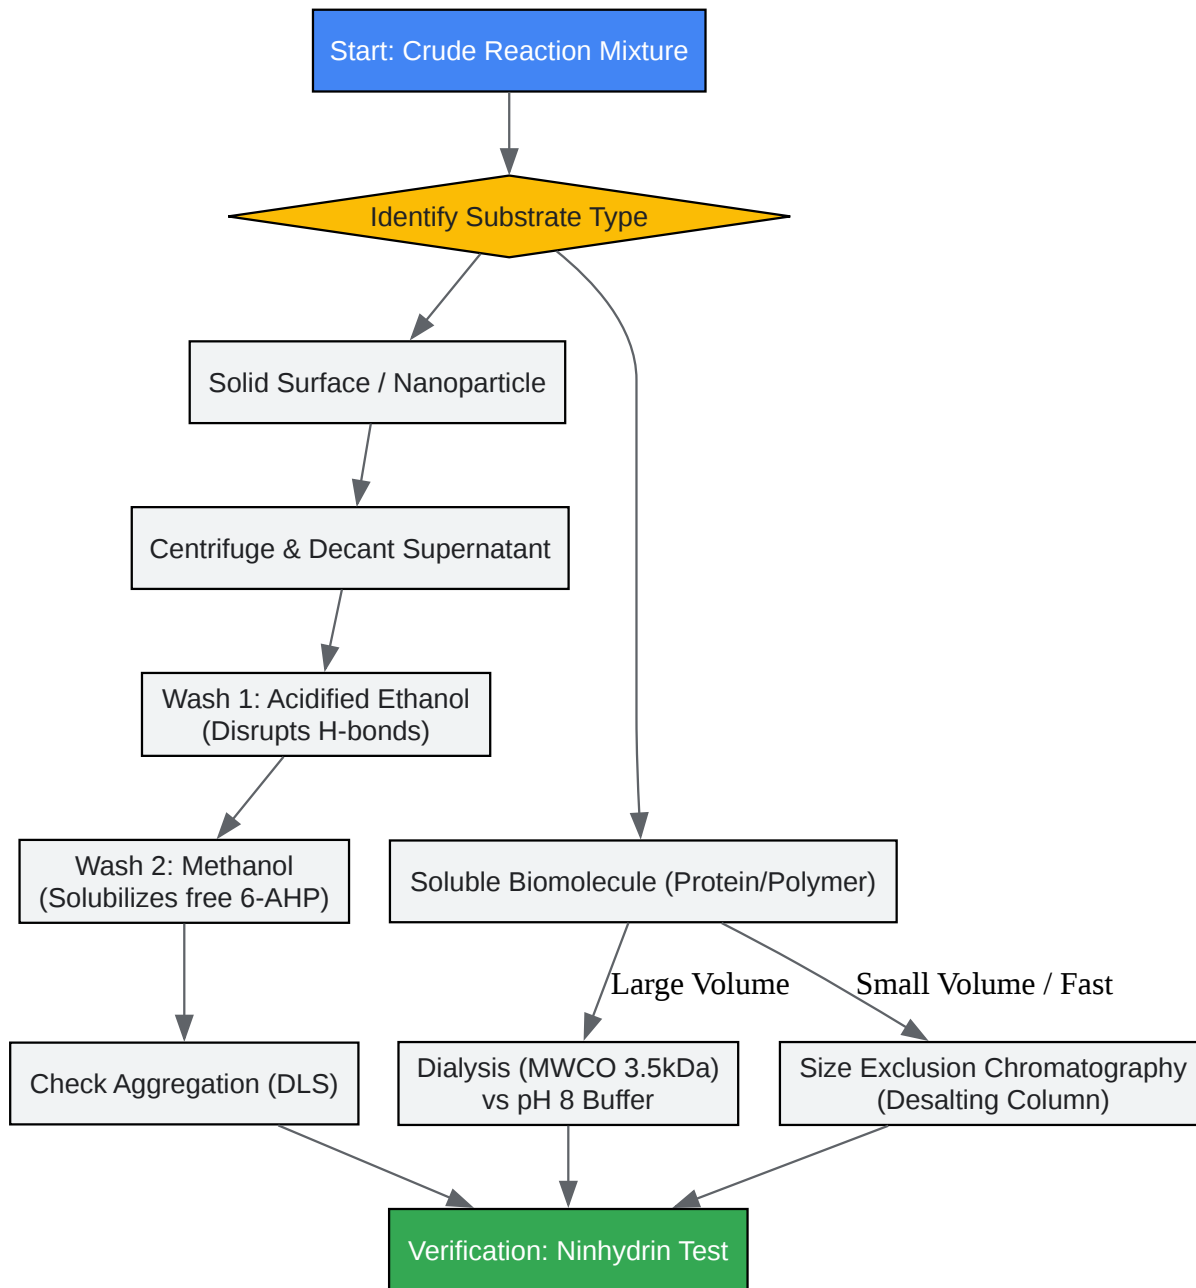 Start: Crude Reaction Mixture
Identify Substrate Type
Solid Surface / Nanoparticle
Centrifuge & Decant Supernatant
Wash 1: Acidified Ethanol
(Disrupts H-bonds)
Wash 2: Methanol
(Solubilizes free 6-AHP)
Soluble Biomolecule (Protein/Polymer)
Large Volume
Small Volume / Fast
Check Aggregation (DLS)
Dialysis (MWCO 3.5kDa)
vs pH 8 Buffer
Size Exclusion Chromatography
(Desalting Column)
Verification: Ninhydrin Test